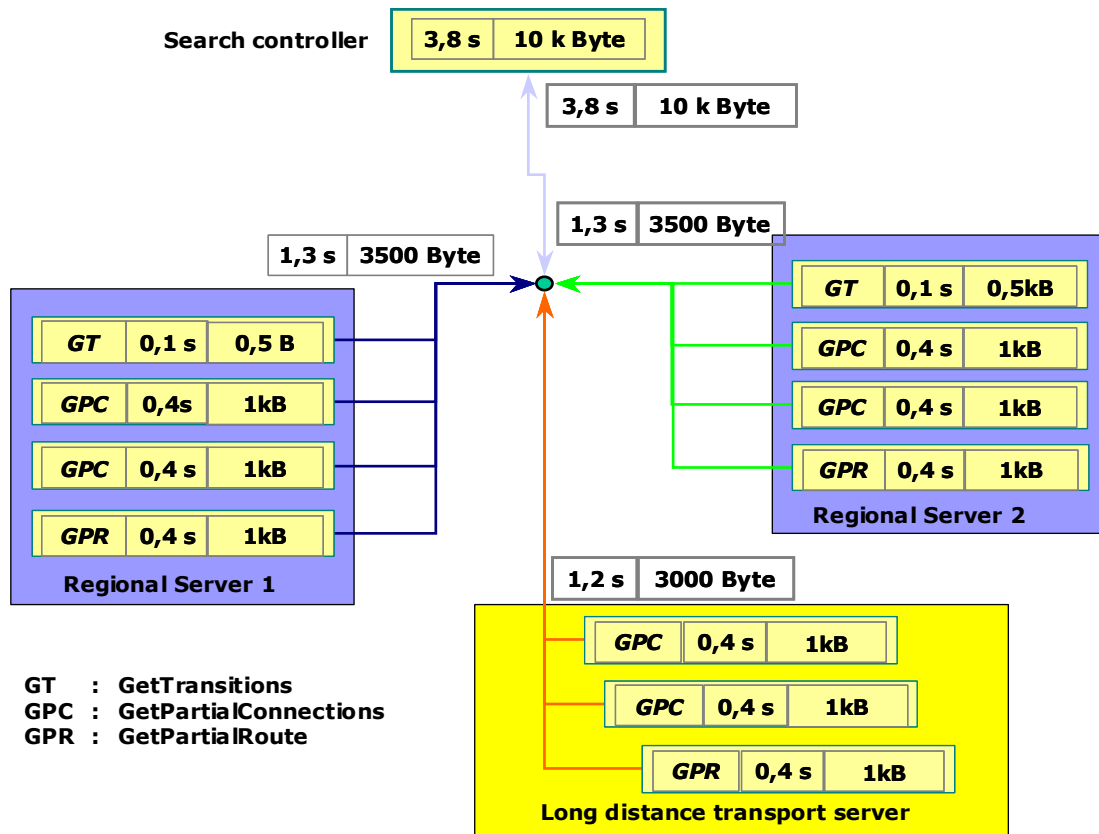 Search controller
3,8 s 10 k Byte
3,8 s 10 k Byte
1,3 s 3500 Byte
1,3 s 3500 Byte
GT 0,1 s 0,5 B
GPC 0,4s 1kB
GPC 0,4 s 1kB
GPR 0,4 s 1kB
Regional Server 1
GT 0,1 s 0,5kB
GPC 0,4 s 1kB
GPC 0,4 s 1kB
GPR 0,4 s 1kB
Regional Server 2
1,2 s 3000 Byte
GPC 0,4 s 1kB
GPC 0,4 s 1kB
GPR 0,4 s 1kB
Long distance transport server
GT : GetTransitions
GPC : GetPartialConnections
GPR : GetPartialRoute